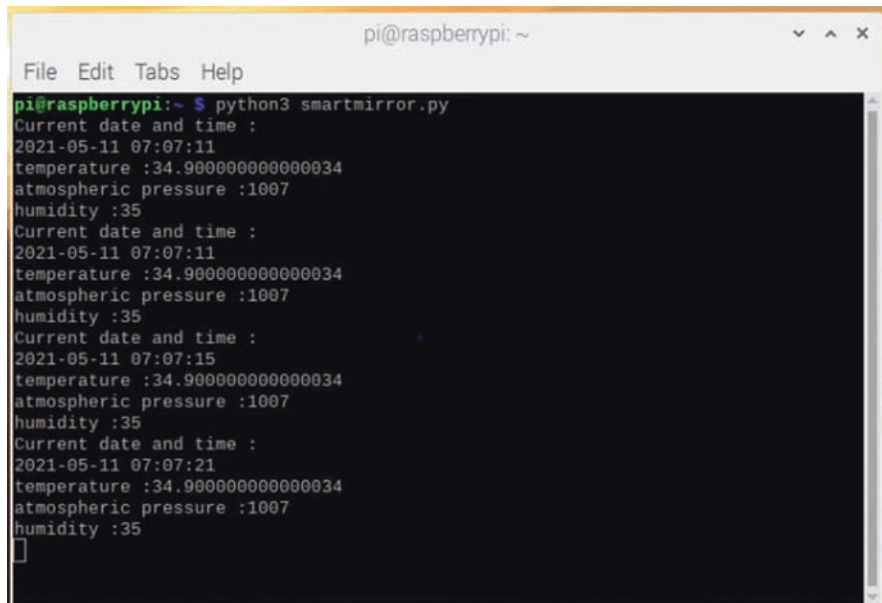 pi@raspberrypi: ~
File Edit Tabs Help
pi@raspberrypi:~ $ python3 smartmirror.py
Current date and time :
2021-05-11 07:07:11
temperature :34.900000000000034
atmospheric pressure :1007
humidity :35
Current date and time :
2021-05-11 07:07:11
temperature :34.900000000000034
atmospheric pressure :1007
humidity :35
Current date and time :
2021-05-11 07:07:15
temperature :34.900000000000034
atmospheric pressure :1007
humidity :35
Current date and time :
2021-05-11 07:07:21
temperature :34.900000000000034
atmospheric pressure :1007
humidity :35